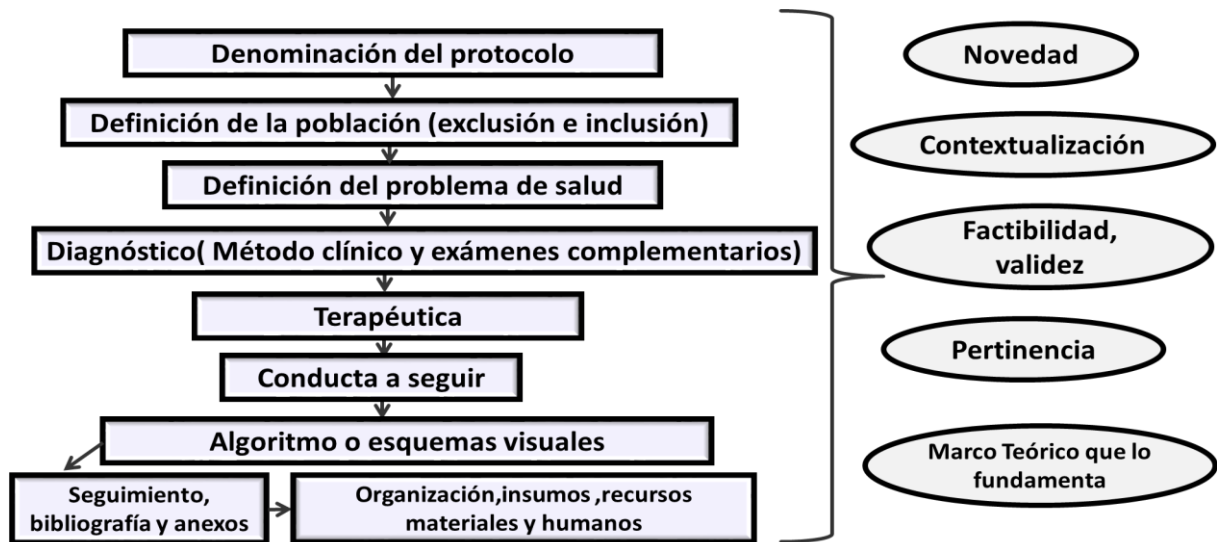 Denominación del protocolo
Definición de la población (exclusión e inclusión)
Definición del problema de salud
Diagnóstico( Método clínico y exámenes complementarios)
Terapéutica
Conducta a seguir
Algoritmo o esquemas visuales
Seguimiento,
bibliografía y anexos
Organización,insumos ,recursos
materiales y humanos
Novedad
Contextualización
Factibilidad,
validez
Pertinencia
Marco Teórico que lo
fundamenta